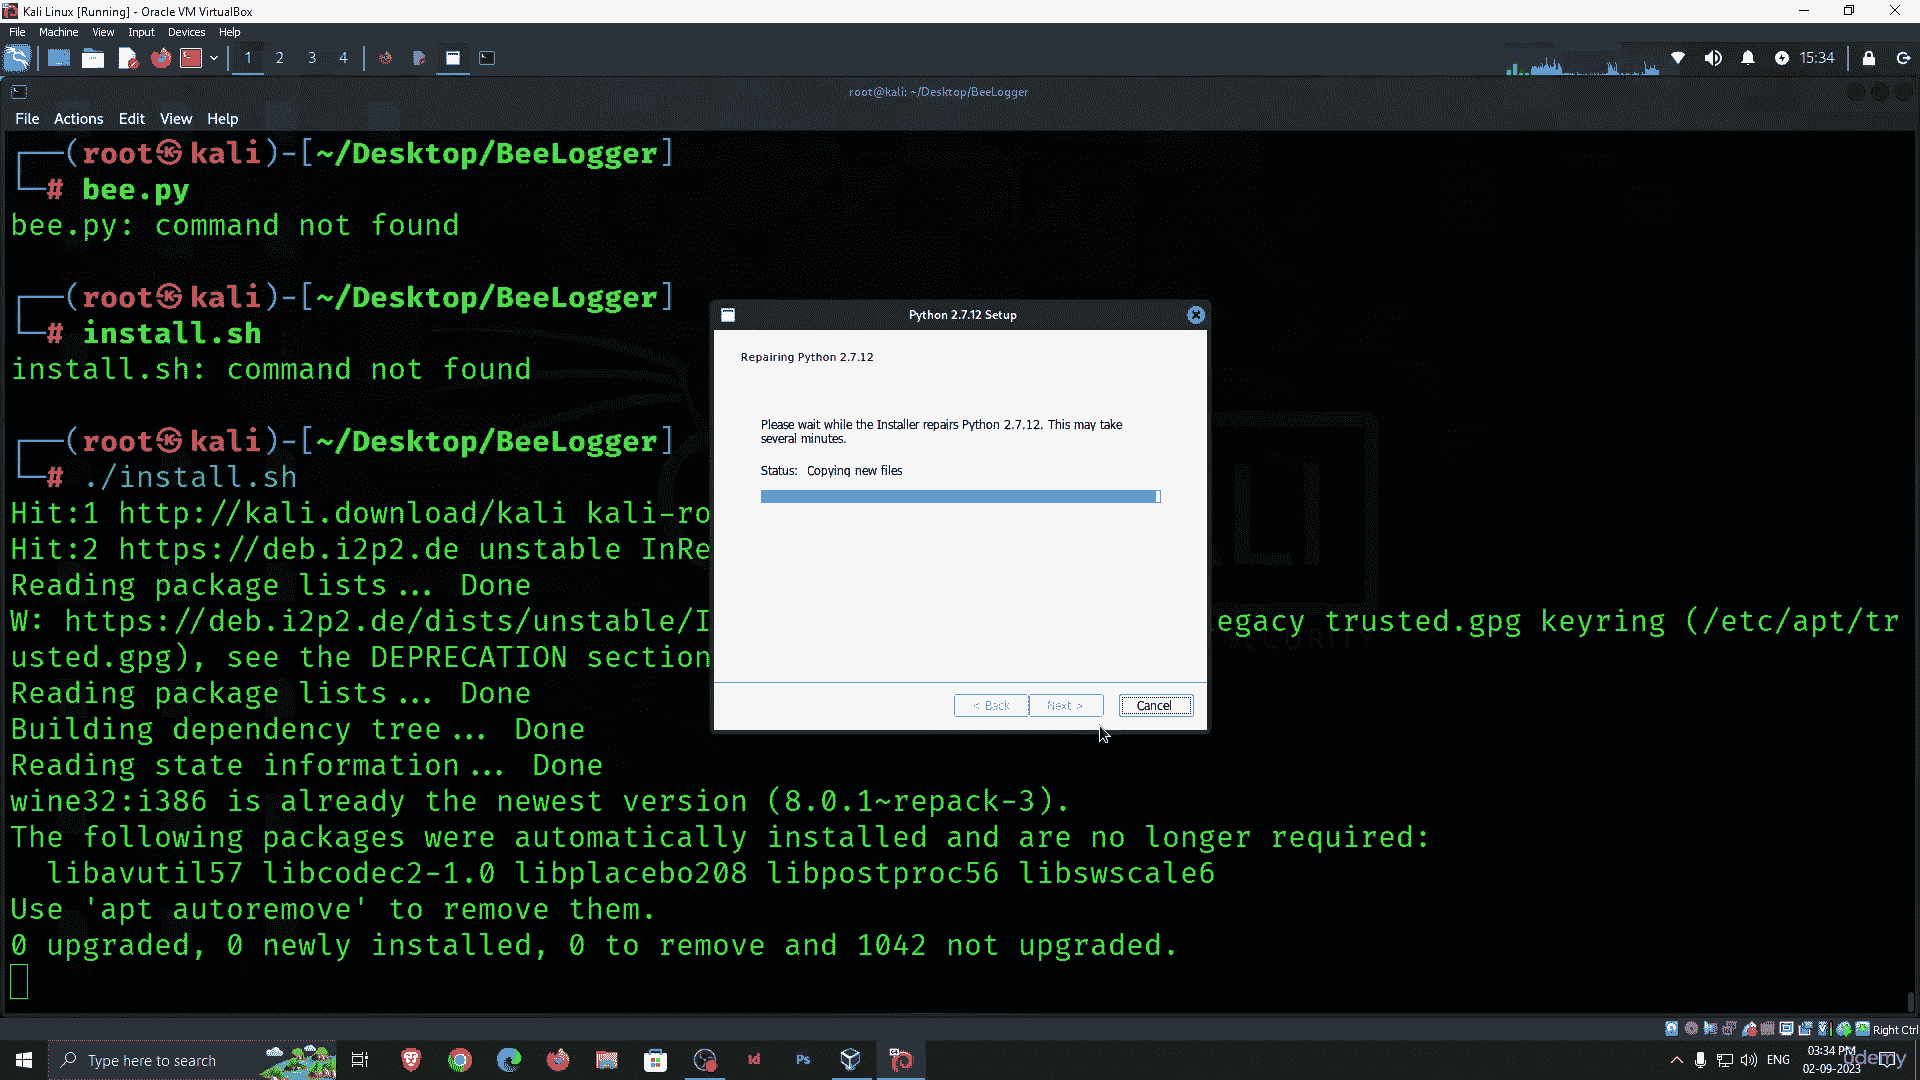 Kali Linux [Running] - Oracle VM VirtualBox
File Machine View Input Devices Help
1 2 3 4 15:34
root@kali: ~/Desktop/BeeLogger
File Actions Edit View Help
(root㉿kali)-[~/Desktop/BeeLogger]
# bee.py
bee.py: command not found
(root㉿kali)-[~/Desktop/BeeLogger]
# install.sh
install.sh: command not found
(root㉿kali)-[~/Desktop/BeeLogger]
# ./install.sh
Hit:1 http://kali.download/kali kali-ro
Hit:2 https://deb.i2p2.de unstable InRe
Reading package lists... Done
W: https://deb.i2p2.de/dists/unstable/I egacy trusted.gpg keyring (/etc/apt/tr
usted.gpg), see the DEPRECATION section
Reading package lists... Done
Building dependency tree... Done
Reading state information... Done
wine32:i386 is already the newest version (8.0.1~repack-3).
The following packages were automatically installed and are no longer required:
libavutil57 libcodec2-1.0 libplacebo208 libpostproc56 libswscale6
Use 'apt autoremove' to remove them.
0 upgraded, 0 newly installed, 0 to remove and 1042 not upgraded.
Python 2.7.12 Setup
Repairing Python 2.7.12
Please wait while the Installer repairs Python 2.7.12. This may take
several minutes.
Status: Copying new files
< Back Next > Cancel
Right Ctrl
Type here to search
Id Ps
ENG
03:34 PM
02-09-2023
udemy